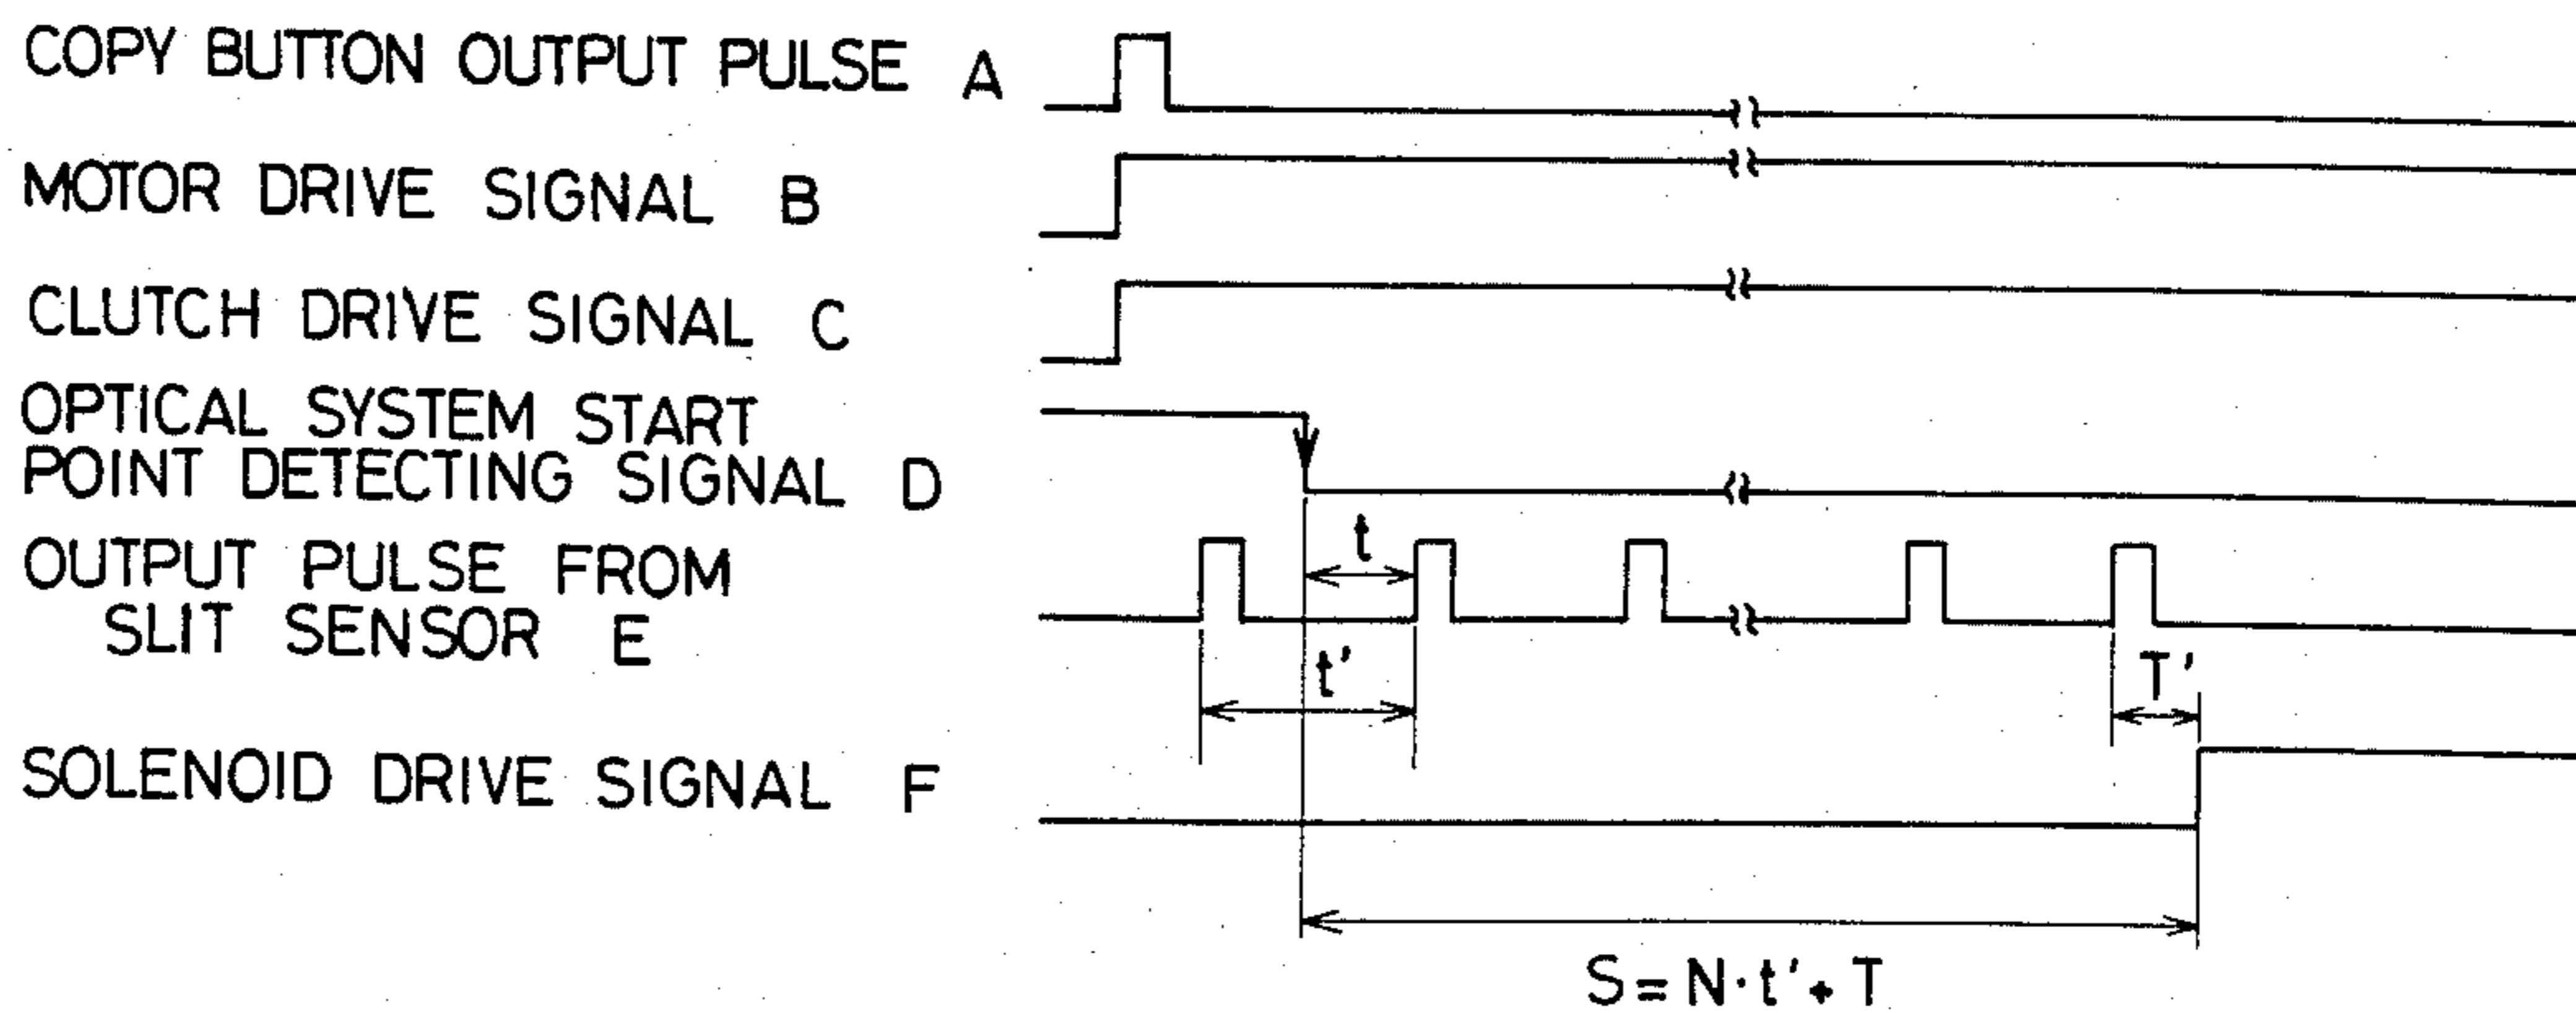 COPY BUTTON OUTPUT PULSE A
MOTOR DRIVE SIGNAL B
CLUTCH DRIVE SIGNAL C
OPTICAL SYSTEM START
POINT DETECTING SIGNAL D
t
OUTPUT PULSE FROM
SLIT SENSOR E
t'
T'
SOLENOID DRIVE SIGNAL F
S = N·t' + T